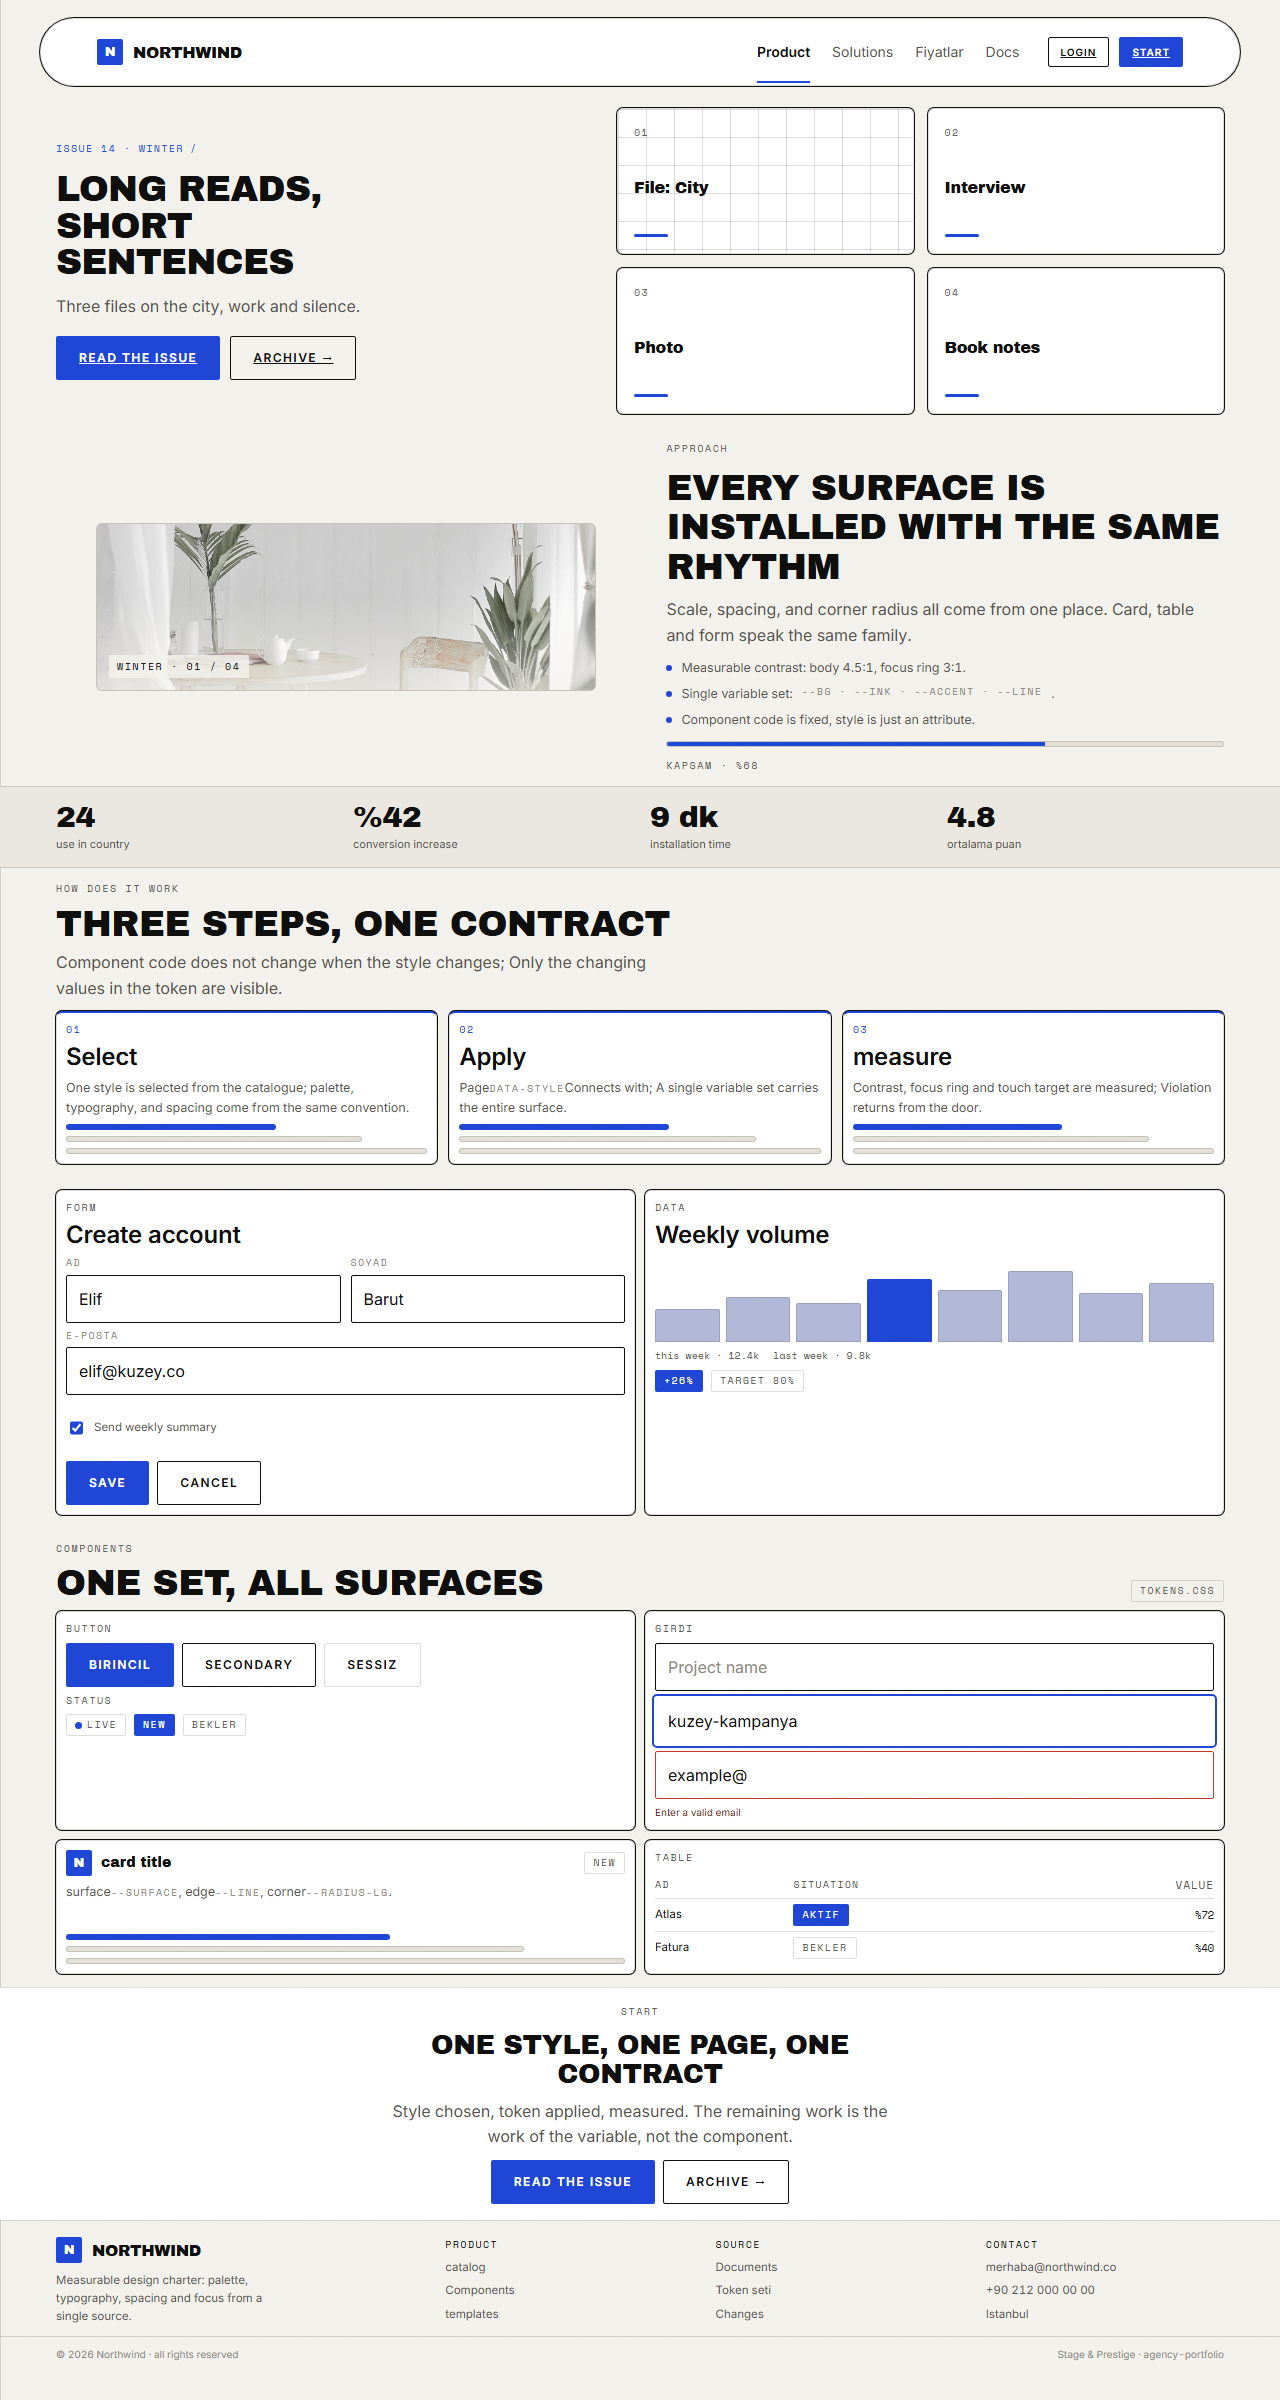 N NORTHWIND
Product Solutions Fiyatlar Docs LOGIN START
ISSUE 14 · WINTER /
LONG READS,
SHORT
SENTENCES
Three files on the city, work and silence.
READ THE ISSUE ARCHIVE →
01
File: City
02
Interview
03
Photo
04
Book notes
WINTER · 01 / 04
APPROACH
EVERY SURFACE IS
INSTALLED WITH THE SAME
RHYTHM
Scale, spacing, and corner radius all come from one place. Card, table
and form speak the same family.
Measurable contrast: body 4.5:1, focus ring 3:1.
Single variable set: --BG · --INK · --ACCENT · --LINE .
Component code is fixed, style is just an attribute.
KAPSAM · %68
24
use in country
%42
conversion increase
9 dk
installation time
4.8
ortalama puan
HOW DOES IT WORK
THREE STEPS, ONE CONTRACT
Component code does not change when the style changes; Only the changing
values in the token are visible.
01
Select
One style is selected from the catalogue; palette,
typography, and spacing come from the same convention.
02
Apply
PageDATA-STYLEConnects with; A single variable set carries
the entire surface.
03
measure
Contrast, focus ring and touch target are measured; Violation
returns from the door.
FORM
Create account
AD SOYAD
Elif Barut
E-POSTA
elif@kuzey.co
Send weekly summary
SAVE CANCEL
DATA
Weekly volume
this week · 12.4k last week · 9.8k
+26% TARGET 80%
COMPONENTS
ONE SET, ALL SURFACES
TOKENS.CSS
BUTTON
BIRINCIL SECONDARY SESSIZ
STATUS
LIVE NEW BEKLER
GIRDI
Project name
kuzey-kampanya
example@
Enter a valid email
N card title NEW
surface--SURFACE, edge--LINE, corner--RADIUS-LG.
TABLE
AD SITUATION VALUE
Atlas AKTIF %72
Fatura BEKLER %40
START
ONE STYLE, ONE PAGE, ONE
CONTRACT
Style chosen, token applied, measured. The remaining work is the
work of the variable, not the component.
READ THE ISSUE ARCHIVE →
N NORTHWIND
Measurable design charter: palette,
typography, spacing and focus from a
single source.
PRODUCT
catalog
Components
templates
SOURCE
Documents
Token seti
Changes
CONTACT
merhaba@northwind.co
+90 212 000 00 00
Istanbul
© 2026 Northwind · all rights reserved
Stage & Prestige · agency-portfolio